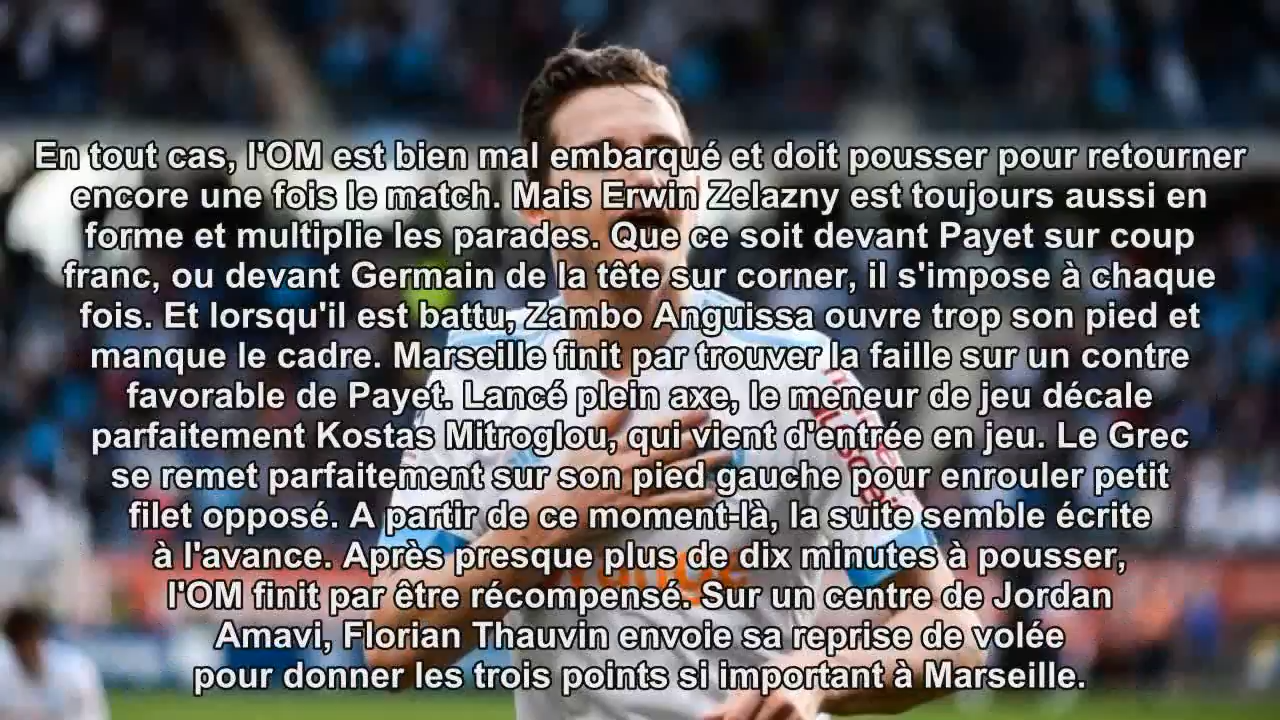 En tout cas, l'OM est bien mal embarqué et doit pousser pour retourner
encore une fois le match. Mais Erwin Zelazny est toujours aussi en
forme et multiplie les parades. Que ce soit devant Payet sur coup
franc, ou devant Germain de la tête sur corner, il s'impose à chaque
fois. Et lorsqu'il est battu, Zambo Anguissa ouvre trop son pied et
manque le cadre. Marseille finit par trouver la faille sur un contre
favorable de Payet. Lancé plein axe, le meneur de jeu décale
parfaitement Kostas Mitroglou, qui vient d'entrée en jeu. Le Grec
se remet parfaitement sur son pied gauche pour enrouler petit
filet opposé. A partir de ce moment-là, la suite semble écrite
à l'avance. Après presque plus de dix minutes à pousser,
l'OM finit par être récompensé. Sur un centre de Jordan
Amavi, Florian Thauvin envoie sa reprise de volée
pour donner les trois points si important à Marseille.